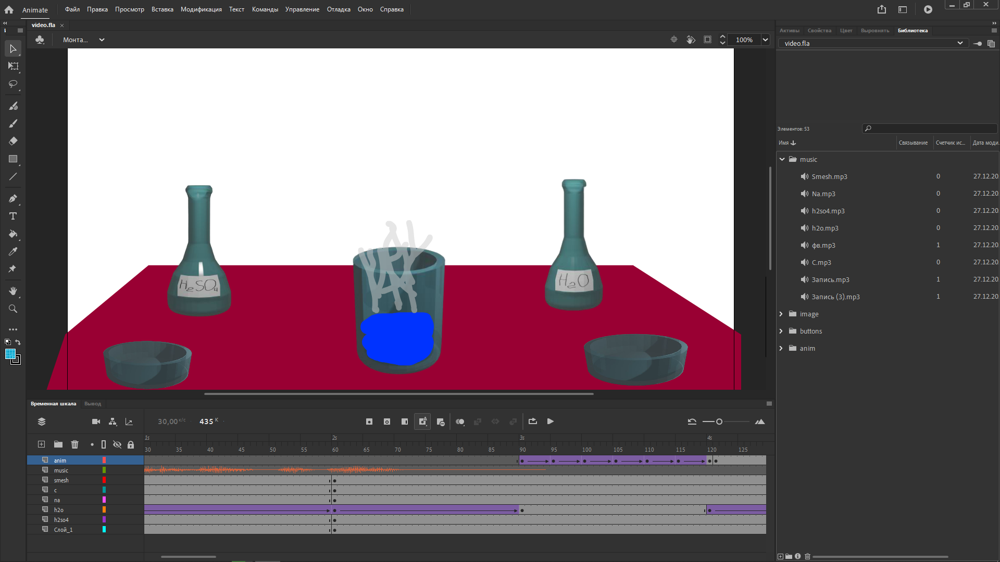 Animate
Файл Правка Просмотр Вставка Модификация Текст Команды Управление Отладка Окно Справка
video.fla
Монта...
100%
H2SO4
H2O
Активы Свойства Цвет Выровнять Библиотека
video.fla
Элементов: 53
Имя Связывание Счетчик ис... Дата моди.
music
Smesh.mp3 0 27.12.20
Na.mp3 0 27.12.20
h2so4.mp3 0 27.12.20
h2o.mp3 0 27.12.20
фв.mp3 1 27.12.20
C.mp3 0 27.12.20
Запись.mp3 1 27.12.20
Запись (3).mp3 1 27.12.20
image
buttons
anim
Временная шкала Вывод
30,00 к/с 435 К
1s 2s 3s 4s
30 35 40 45 50 55 60 65 70 75 80 85 90 95 100 105 110 115 120 125
anim
music
smesh
c
na
h2o
h2so4
Слой_1